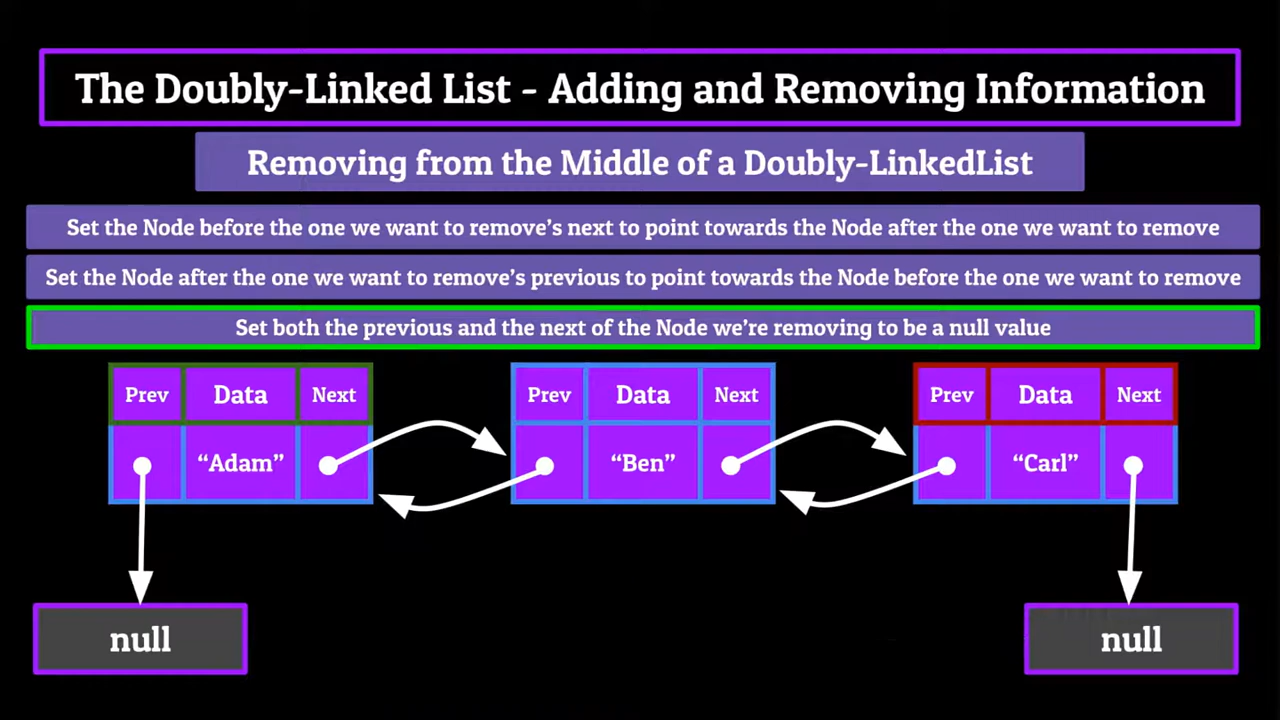 The Doubly-Linked List - Adding and Removing Information
Removing from the Middle of a Doubly-LinkedList
Set the Node before the one we want to remove’s next to point towards the Node after the one we want to remove
Set the Node after the one we want to remove’s previous to point towards the Node before the one we want to remove
Set both the previous and the next of the Node we’re removing to be a null value
Prev Data Next Prev Data Next Prev Data Next
“Adam” “Ben” “Carl”
null null